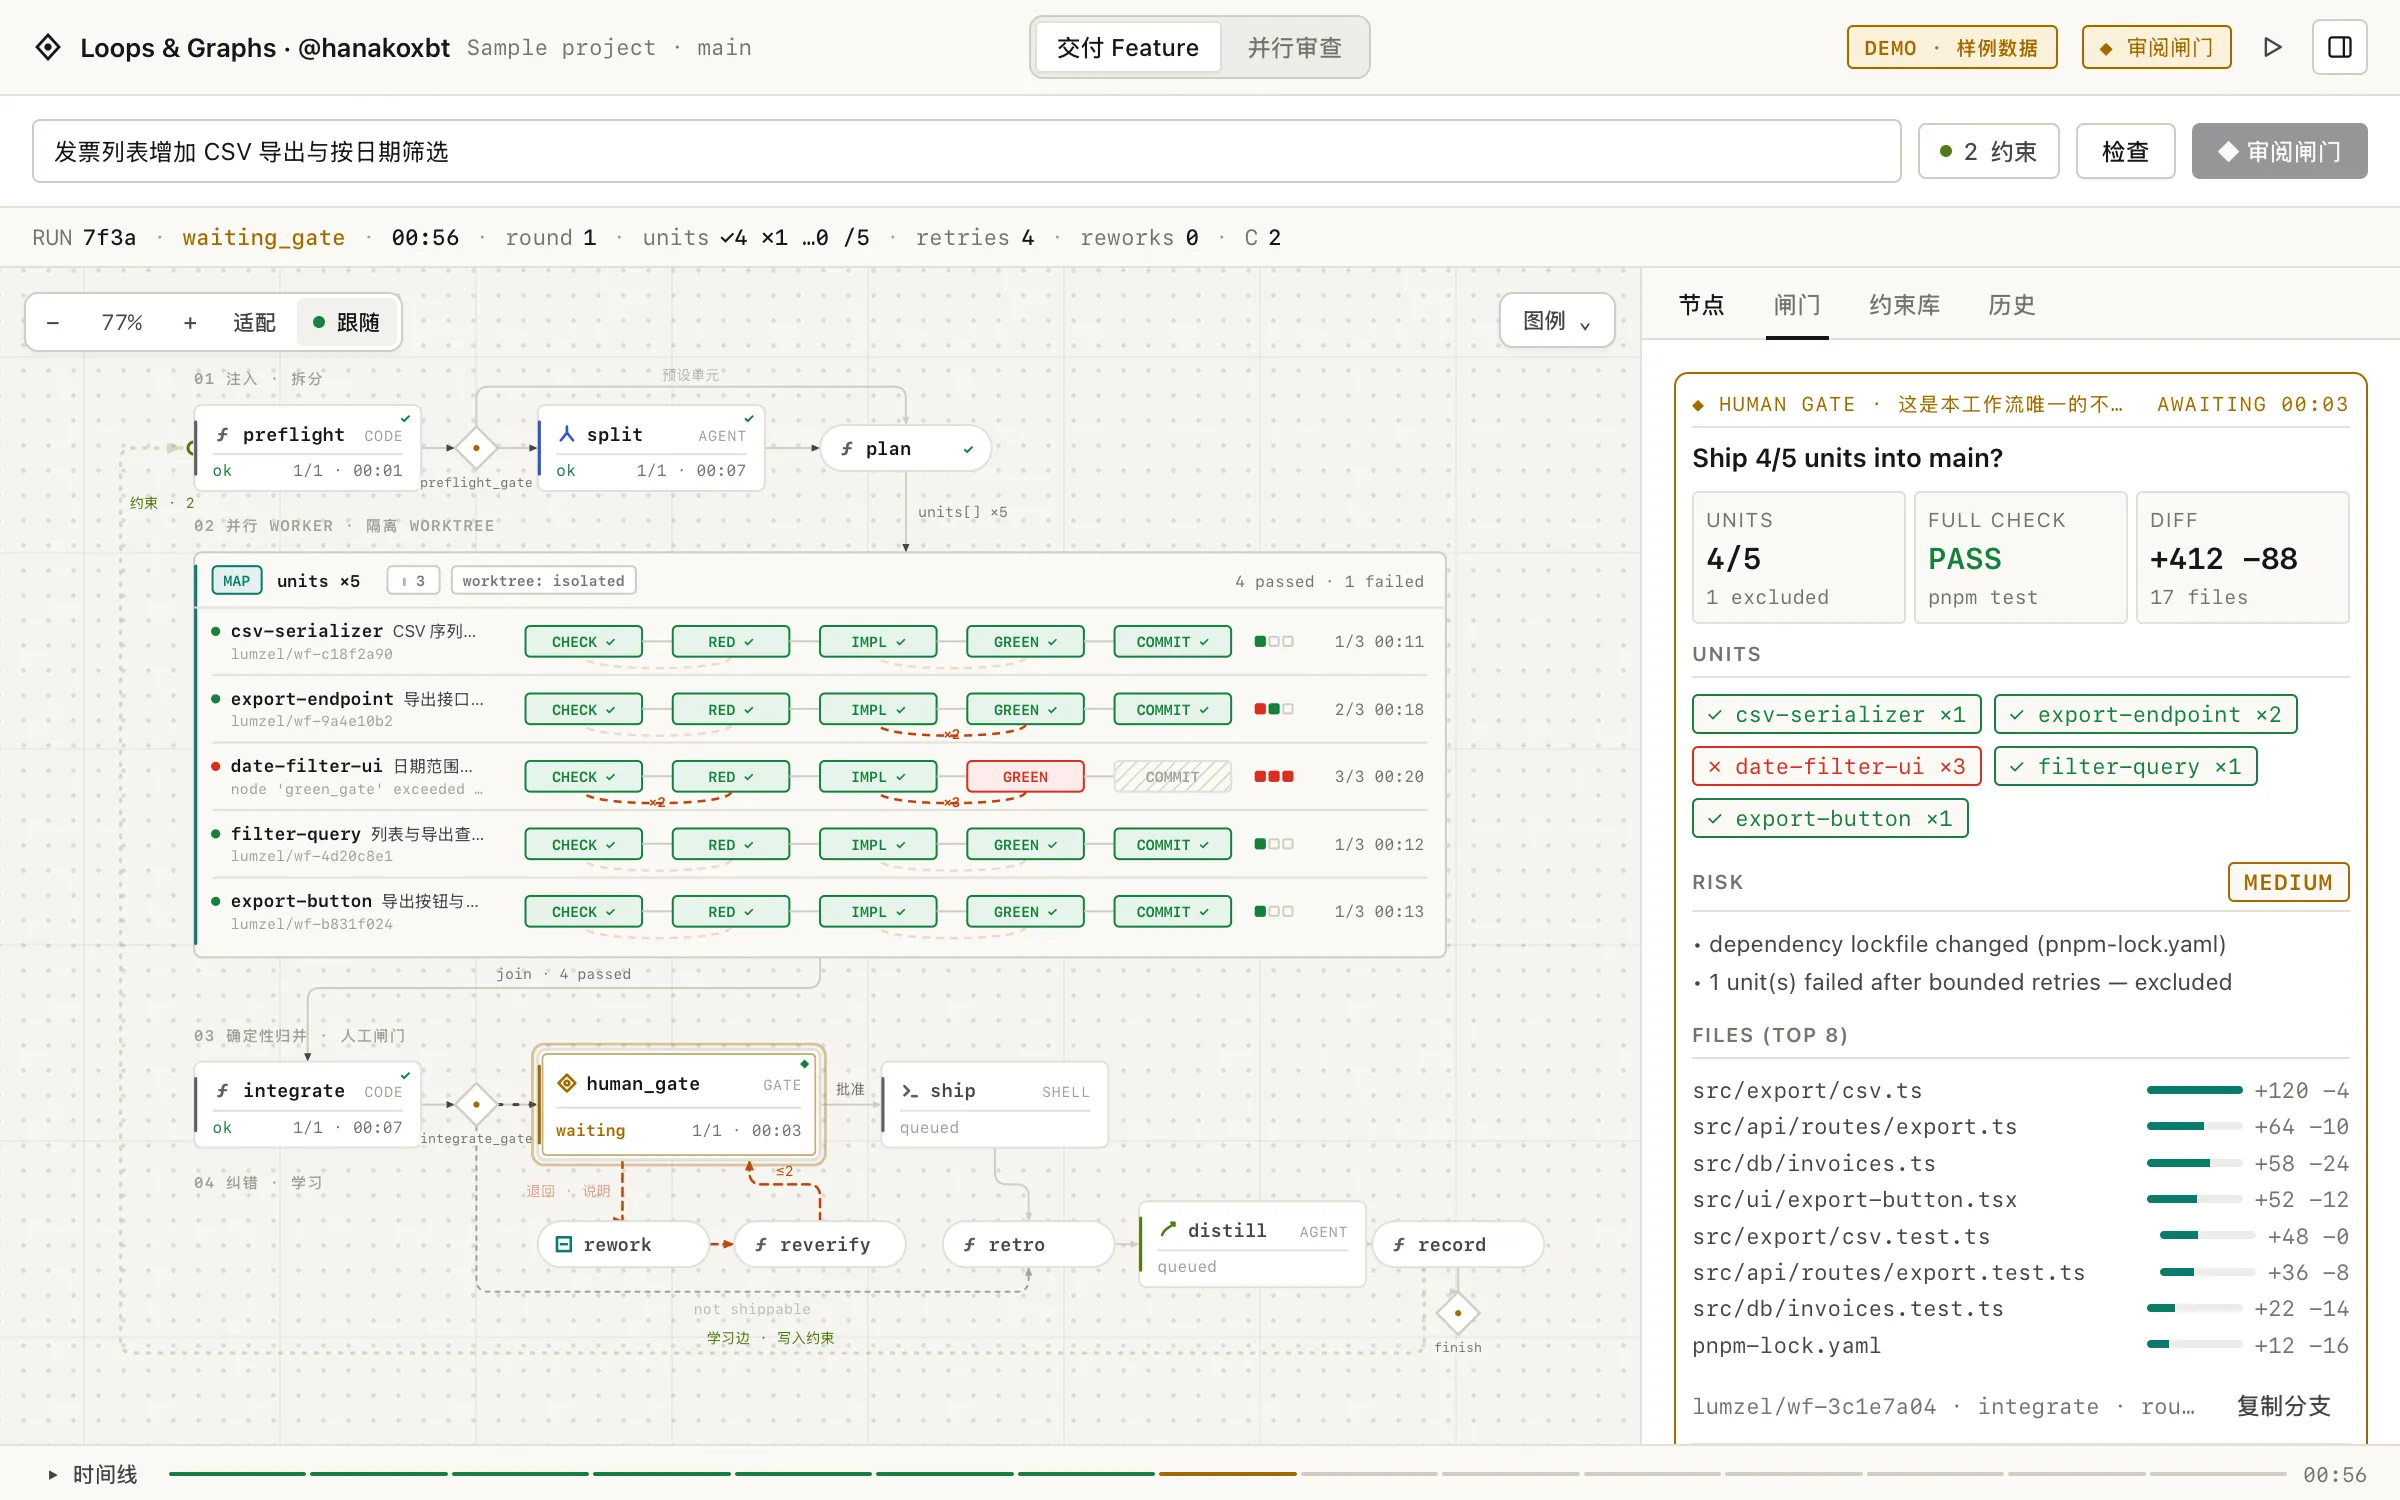 Loops & Graphs · @hanakoxbt Sample project · main
交付 Feature 并行审查
DEMO · 样例数据 ◆ 审阅闸门
发票列表增加 CSV 导出与按日期筛选
2 约束 检查 ◆ 审阅闸门
RUN 7f3a · waiting_gate · 00:56 · round 1 · units ✓4 ×1 …0 /5 · retries 4 · reworks 0 · C 2
− 77% + 适配 跟随
图例
01 注入 · 拆分
预设单元
preflight CODE ✓
ok 1/1 · 00:01
preflight_gate
split AGENT ✓
ok 1/1 · 00:07
plan ✓
约束 · 2
units[] ×5
02 并行 WORKER · 隔离 WORKTREE
MAP units ×5 3 worktree: isolated 4 passed · 1 failed
csv-serializer CSV 序列… CHECK ✓ RED ✓ IMPL ✓ GREEN ✓ COMMIT ✓ 1/3 00:11
lumzel/wf-c18f2a90
export-endpoint 导出接口… CHECK ✓ RED ✓ IMPL ✓ GREEN ✓ COMMIT ✓ 2/3 00:18
lumzel/wf-9a4e10b2
×2
date-filter-ui 日期范围… CHECK ✓ RED ✓ IMPL ✓ GREEN COMMIT 3/3 00:20
node 'green_gate' exceeded …
×2 ×3
filter-query 列表与导出查… CHECK ✓ RED ✓ IMPL ✓ GREEN ✓ COMMIT ✓ 1/3 00:12
lumzel/wf-4d20c8e1
export-button 导出按钮与… CHECK ✓ RED ✓ IMPL ✓ GREEN ✓ COMMIT ✓ 1/3 00:13
lumzel/wf-b831f024
join · 4 passed
03 确定性归并 · 人工闸门
integrate CODE ✓
ok 1/1 · 00:07
integrate_gate
human_gate GATE
waiting 1/1 · 00:03
批准
ship SHELL
queued
04 纠错 · 学习
退回 · 说明
≤2
rework
reverify
retro
distill AGENT
queued
record
not shippable
学习边 · 写入约束
finish
节点 闸门 约束库 历史
◆ HUMAN GATE · 这是本工作流唯一的不… AWAITING 00:03
Ship 4/5 units into main?
UNITS
4/5
1 excluded
FULL CHECK
PASS
pnpm test
DIFF
+412 −88
17 files
UNITS
✓ csv-serializer ×1 ✓ export-endpoint ×2
× date-filter-ui ×3 ✓ filter-query ×1
✓ export-button ×1
RISK MEDIUM
• dependency lockfile changed (pnpm-lock.yaml)
• 1 unit(s) failed after bounded retries — excluded
FILES (TOP 8)
src/export/csv.ts +120 −4
src/api/routes/export.ts +64 −10
src/db/invoices.ts +58 −24
src/ui/export-button.tsx +52 −12
src/export/csv.test.ts +48 −0
src/api/routes/export.test.ts +36 −8
src/db/invoices.test.ts +22 −14
pnpm-lock.yaml +12 −16
lumzel/wf-3c1e7a04 · integrate · rou… 复制分支
▸ 时间线 00:56